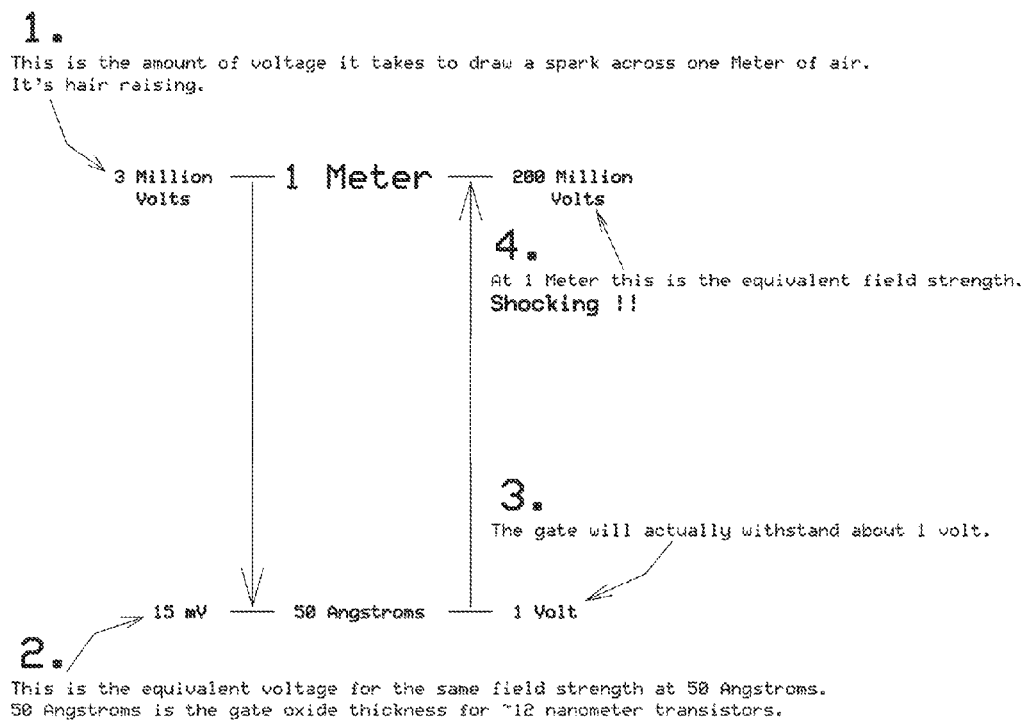 1.
This is the amount of voltage it takes to draw a spark across one Meter of air.
It's hair raising.
3 Million
Volts
1 Meter
200 Million
Volts
4.
At 1 Meter this is the equivalent field strength.
Shocking !!
3.
The gate will actually withstand about 1 volt.
15 mV
50 Angstroms
1 Volt
2.
This is the equivalent voltage for the same field strength at 50 Angstroms.
50 Angstroms is the gate oxide thickness for ~12 nanometer transistors.